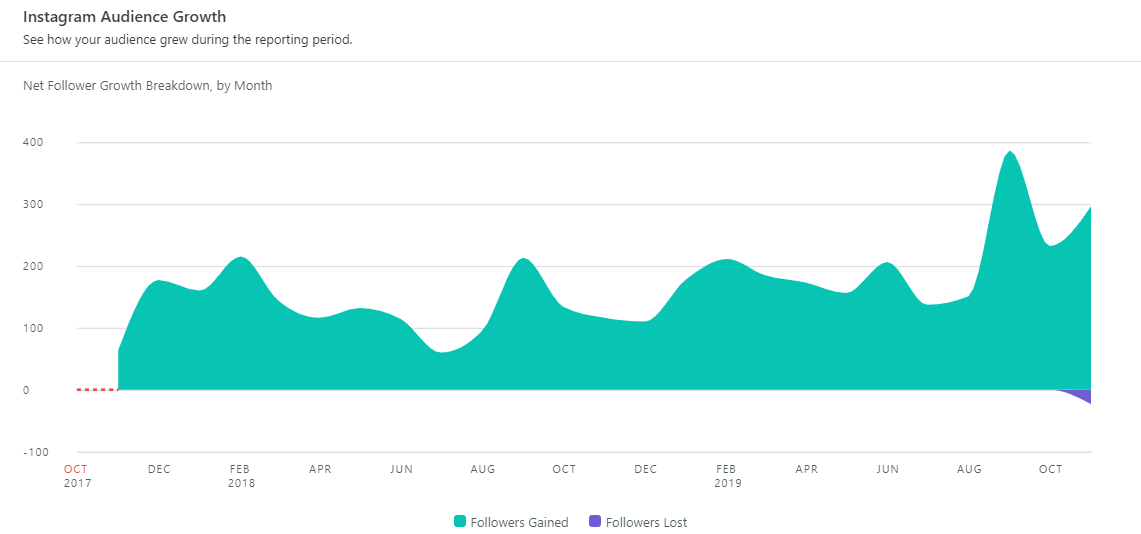 Instagram Audience Growth
See how your audience grew during the reporting period.
Net Follower Growth Breakdown, by Month
400
300
200
100
0
-100
OCT DEC FEB APR JUN AUG OCT DEC FEB APR JUN AUG OCT
2017 2018 2019
Followers Gained Followers Lost